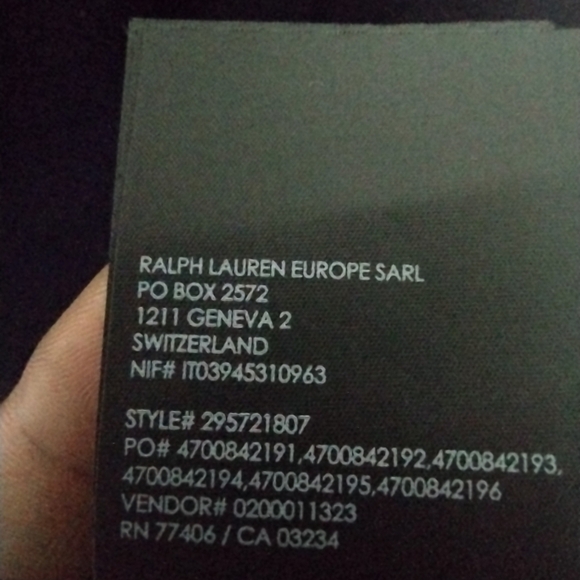 RALPH LAUREN EUROPE SARL
PO BOX 2572
1211 GENEVA 2
SWITZERLAND
NIF# IT03945310963
STYLE# 295721807
PO# 4700842191,4700842192,4700842193,
4700842194,4700842195,4700842196
VENDOR# 0200011323
RN 77406 / CA 03234